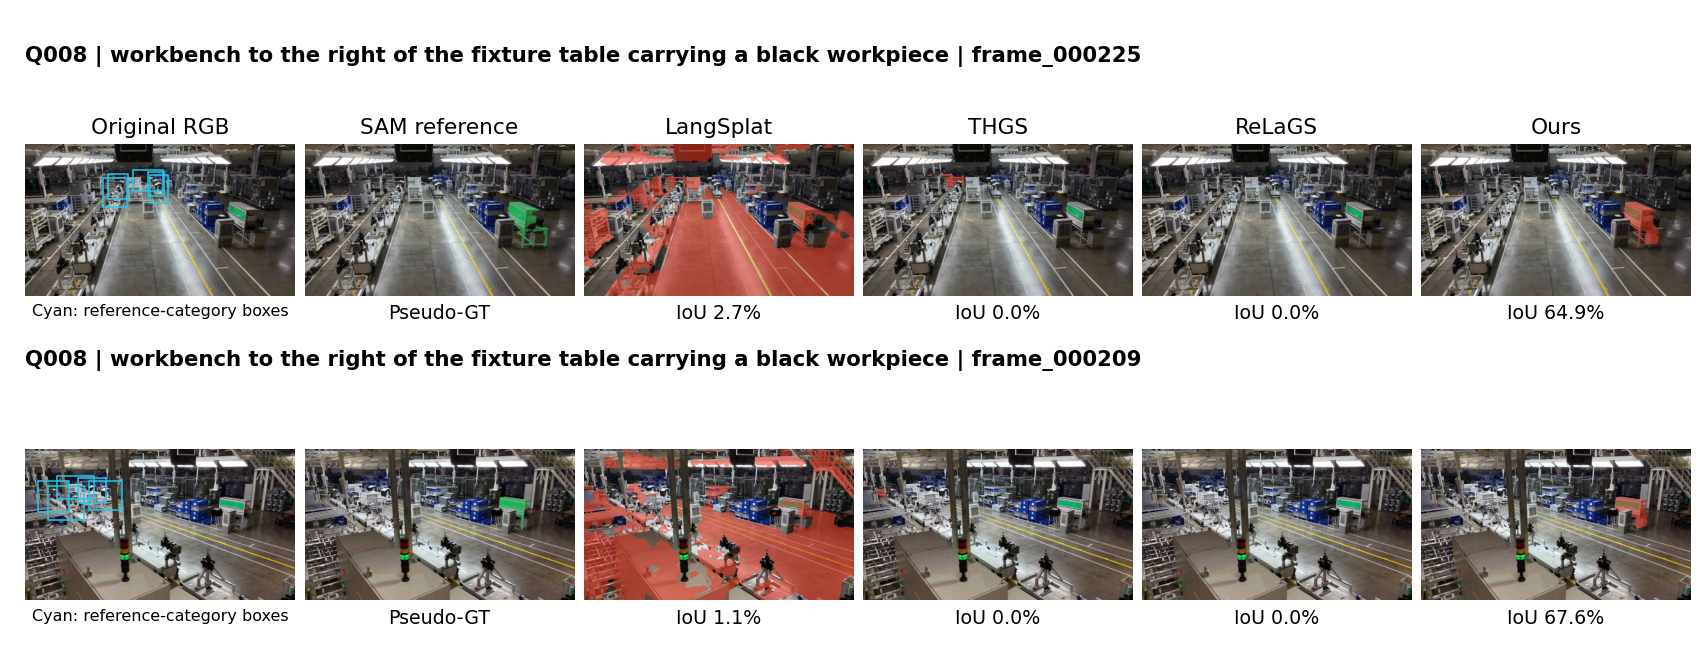 Q008 | workbench to the right of the fixture table carrying a black workpiece | frame_000225
Original RGB SAM reference LangSplat THGS ReLaGS Ours
Cyan: reference-category boxes Pseudo-GT IoU 2.7% IoU 0.0% IoU 0.0% IoU 64.9%
Q008 | workbench to the right of the fixture table carrying a black workpiece | frame_000209
Cyan: reference-category boxes Pseudo-GT IoU 1.1% IoU 0.0% IoU 0.0% IoU 67.6%